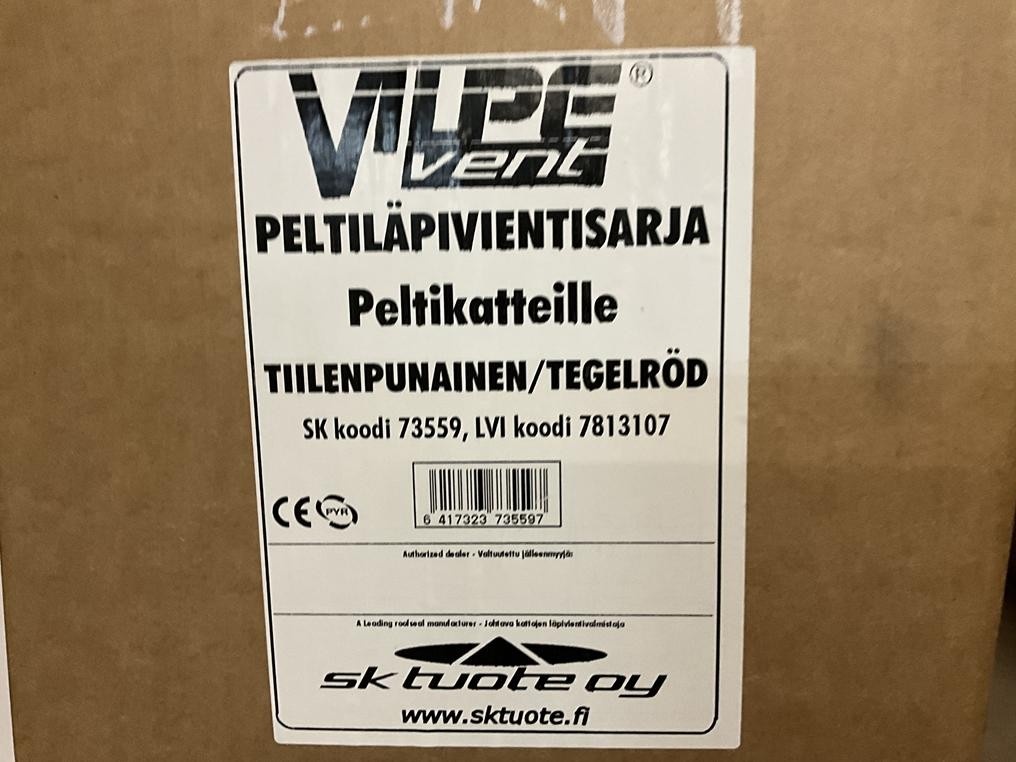 VILPE®
vent
PELTILÄPIVIENTISARJA
Peltikatteille
TIILENPUNAINEN/TEGELRÖD
SK koodi 73559, LVI koodi 7813107
CE PYR
6 417323 735597
Authorized dealer - Valtuutettu jälleenmyyjä:
A Leading roofseal manufacturer - Johtava kattojen läpivientivalmistaja
sk tuote oy
www.sktuote.fi